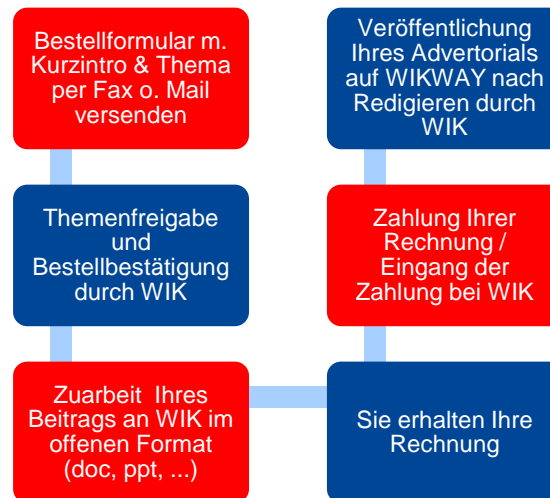 Bestellformular m.
Kurzintro & Thema
per Fax o. Mail
versenden
Themenfreigabe
und
Bestellbestätigung
durch WIK
Zuarbeit  Ihres
Beitrags an WIK im
offenen Format
(doc, ppt, ...)
Sie erhalten Ihre
Rechnung
Zahlung Ihrer
Rechnung /
Eingang der
Zahlung bei WIK
Veröffentlichung
Ihres Advertorials
auf WIKWAY nach
Redigieren durch
WIK